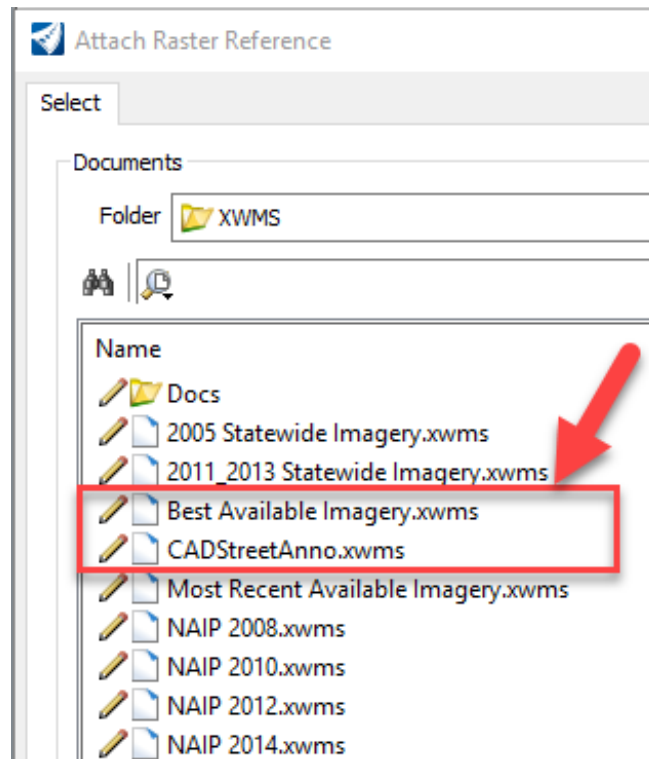 Attach Raster Reference
Select
Documents
Folder XWMS
Name
Docs
2005 Statewide Imagery.xwms
2011_2013 Statewide Imagery.xwms
Best Available Imagery.xwms
CADStreetAnno.xwms
Most Recent Available Imagery.xwms
NAIP 2008.xwms
NAIP 2010.xwms
NAIP 2012.xwms
NAIP 2014.xwms